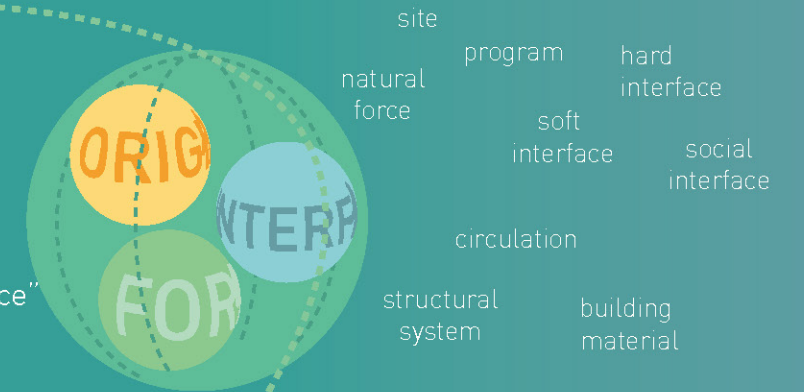 site
program
hard
interface
natural
force
soft
interface
social
interface
ORIG
NTERF
circulation
ce”
FOR
structural
system
building
material